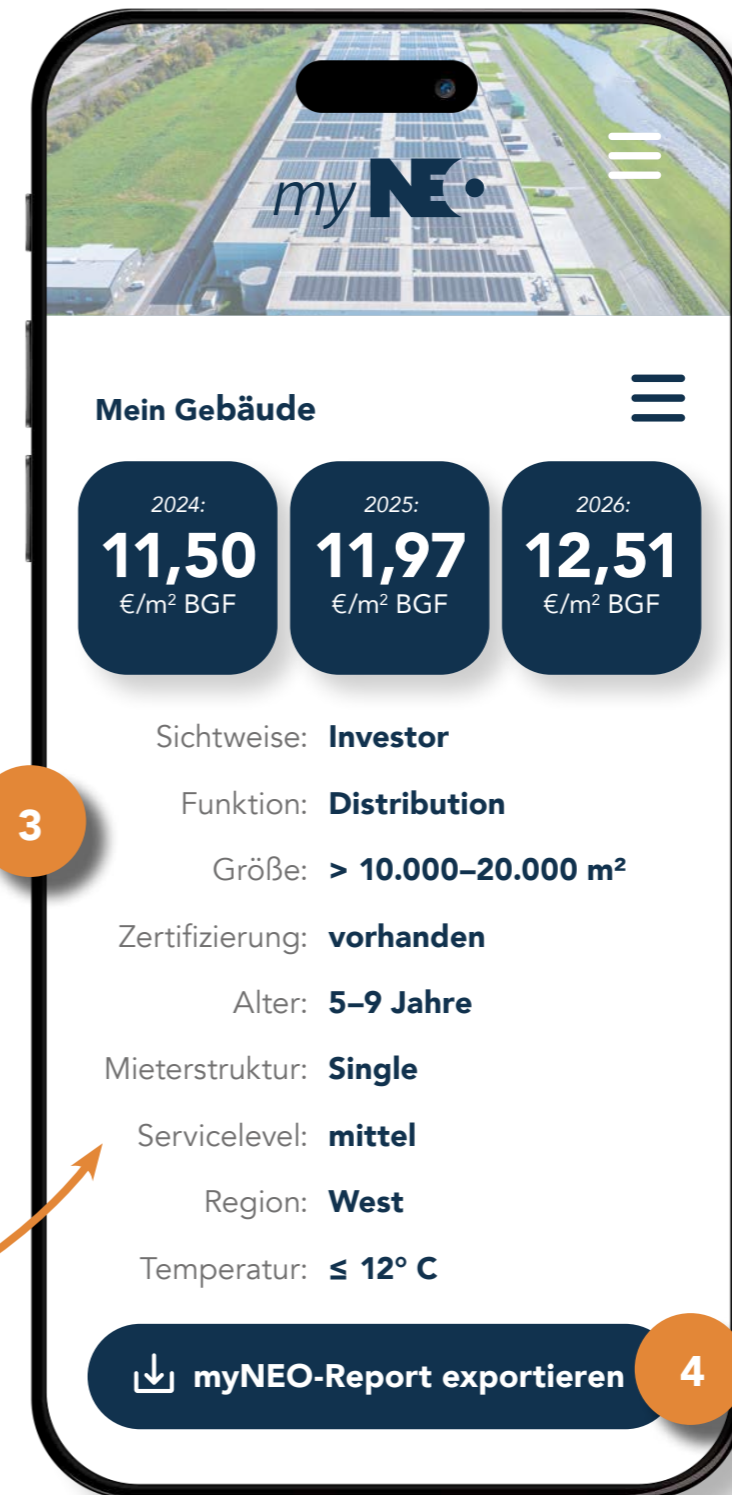 my NEO
Mein Gebäude
2024:
11,50
€/m² BGF
2025:
11,97
€/m² BGF
2026:
12,51
€/m² BGF
Sichtweise: Investor
3
Funktion: Distribution
Größe: > 10.000–20.000 m²
Zertifizierung: vorhanden
Alter: 5–9 Jahre
Mieterstruktur: Single
Servicelevel: mittel
Region: West
Temperatur: ≤ 12° C
myNEO-Report exportieren
4